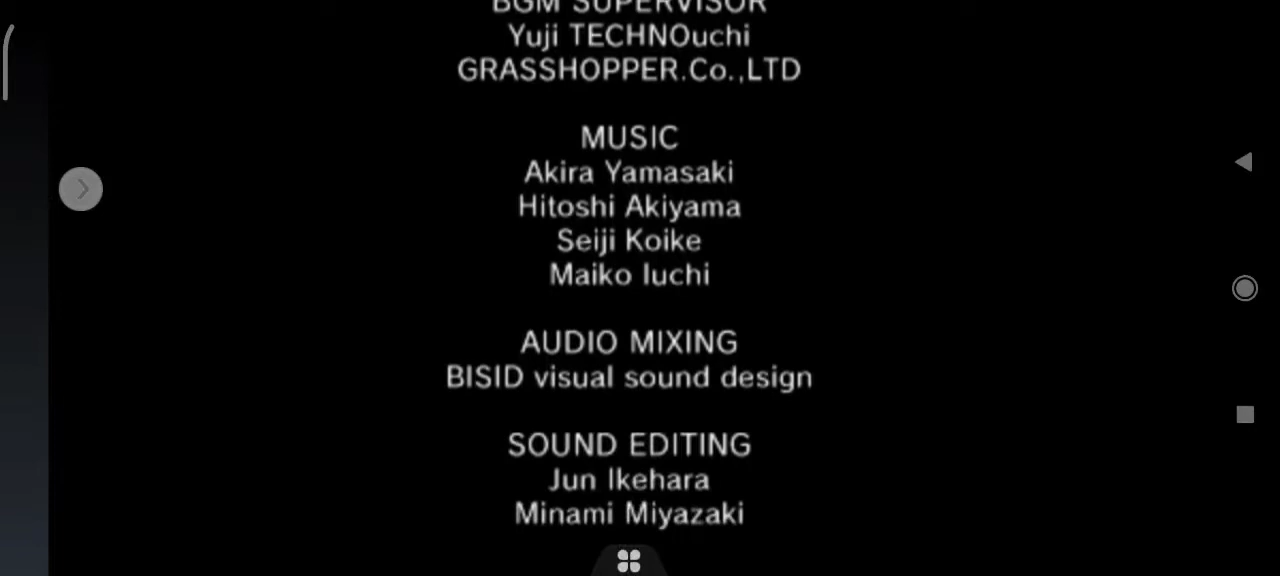 BGM SUPERVISOR
Yuji TECHNOuchi
GRASSHOPPER.Co.,LTD
MUSIC
Akira Yamasaki
Hitoshi Akiyama
Seiji Koike
Maiko Iuchi
AUDIO MIXING
BISID visual sound design
SOUND EDITING
Jun Ikehara
Minami Miyazaki